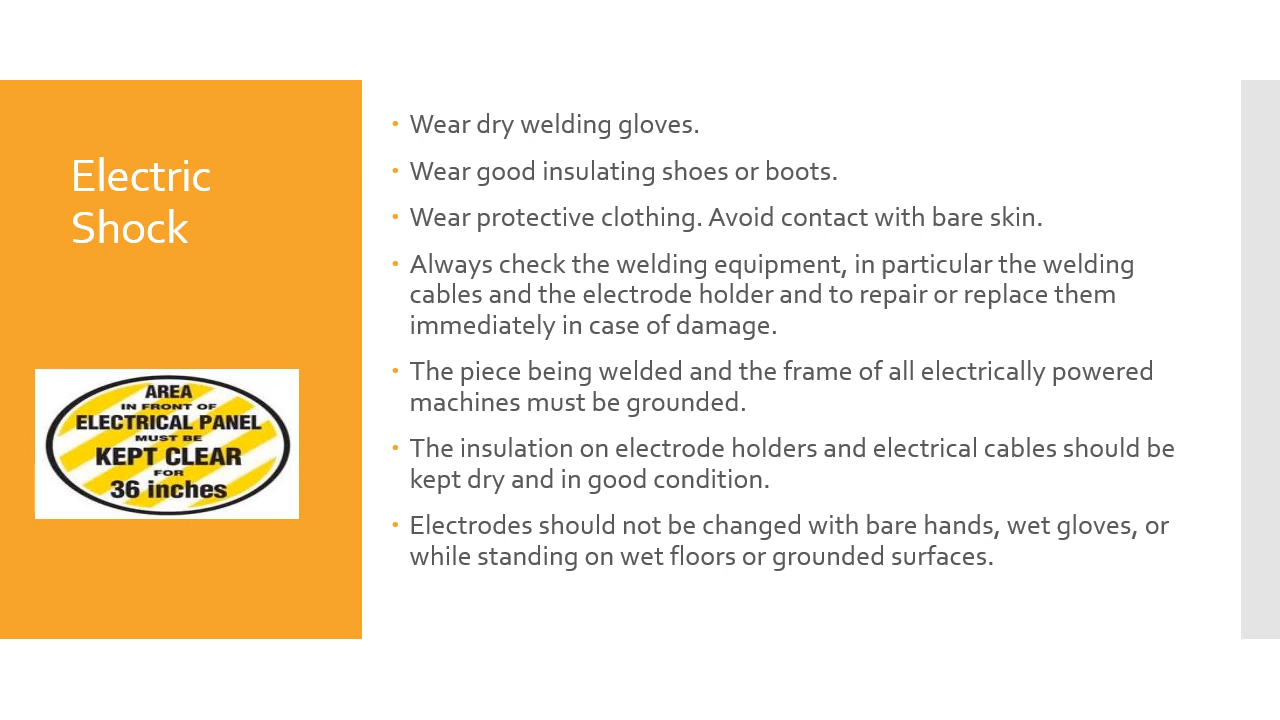 Electric
Shock
AREA
IN FRONT OF
ELECTRICAL PANEL
MUST BE
KEPT CLEAR
FOR
36 inches
• Wear dry welding gloves.
• Wear good insulating shoes or boots.
• Wear protective clothing. Avoid contact with bare skin.
• Always check the welding equipment, in particular the welding
cables and the electrode holder and to repair or replace them
immediately in case of damage.
• The piece being welded and the frame of all electrically powered
machines must be grounded.
• The insulation on electrode holders and electrical cables should be
kept dry and in good condition.
• Electrodes should not be changed with bare hands, wet gloves, or
while standing on wet floors or grounded surfaces.